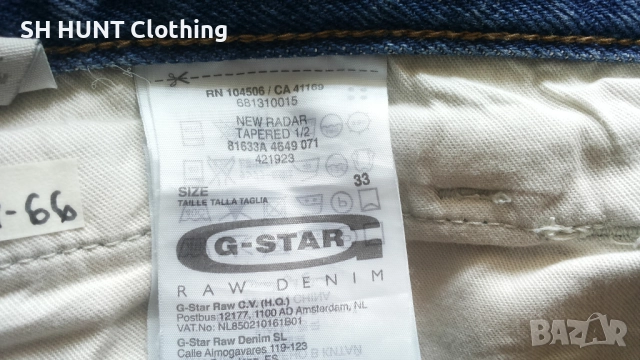 SH HUNT Clothing
RN 104506 / CA 41169
681310015
NEW RADAR
TAPERED 1/2
81633A 4649 071
421923
SIZE 33
TAILLE TALLA TAGLIA
G-STAR
RAW DENIM
G-Star Raw C.V. (H.Q.)
Postbus 12177, 1100 AD Amsterdam, NL
VAT.No. NL850210161B01
G-Star Raw Denim SL
Calle Almogavares 119-123
-66
BAZAR